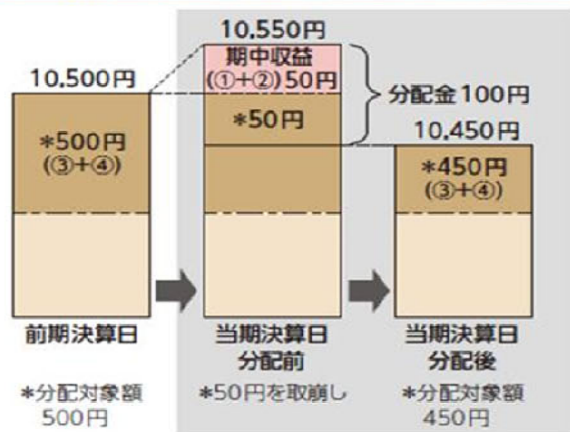 10,550円
期中収益
(①+②)50円
10,500円
分配金100円
*50円
10,450円
*500円
(③+④)
*450円
(③+④)
前期決算日
当期決算日
分配前
当期決算日
分配後
*分配対象額
500円
*50円を取崩し
*分配対象額
450円